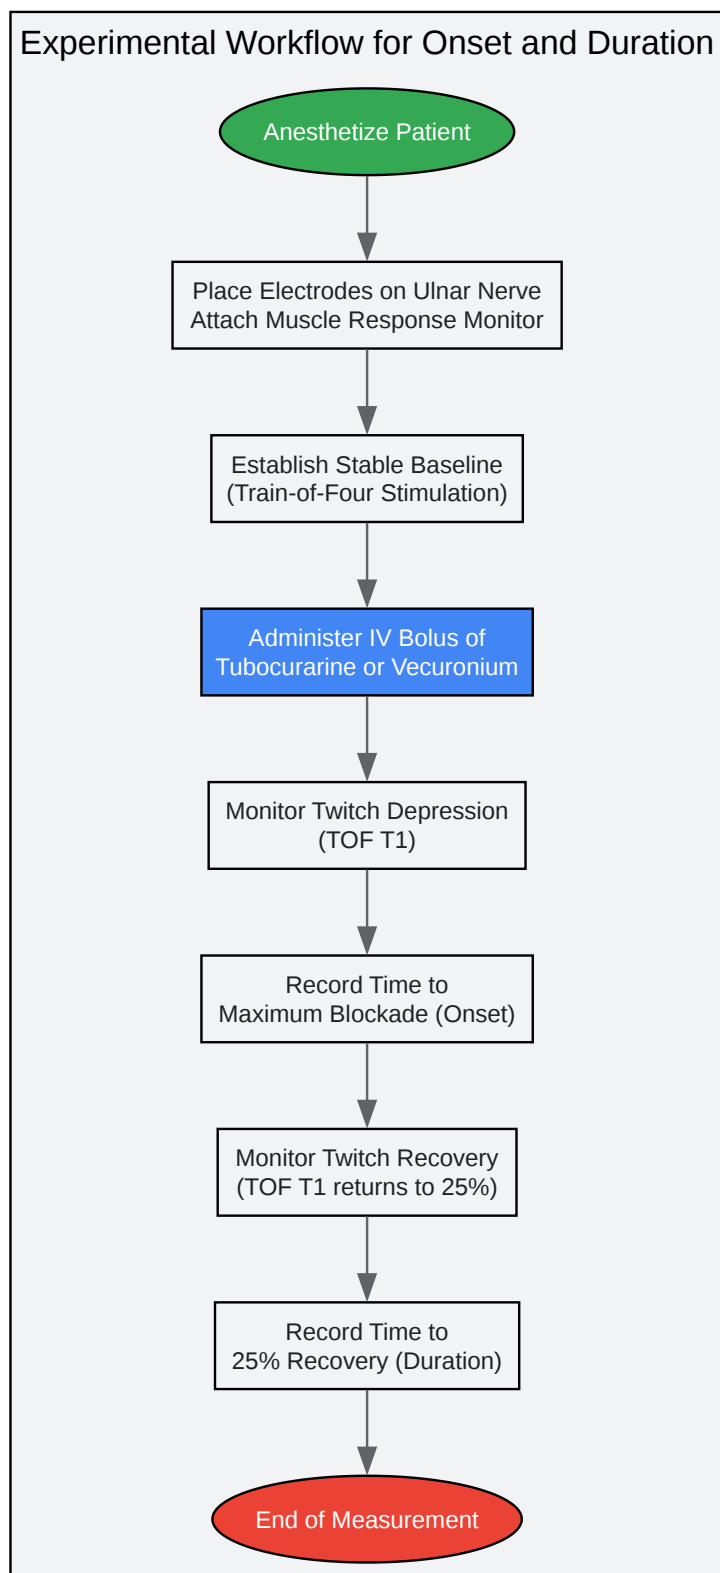 Experimental Workflow for Onset and Duration
Anesthetize Patient
Place Electrodes on Ulnar Nerve
Attach Muscle Response Monitor
Establish Stable Baseline
(Train-of-Four Stimulation)
Administer IV Bolus of
Tubocurarine or Vecuronium
Monitor Twitch Depression
(TOF T1)
Record Time to
Maximum Blockade (Onset)
Monitor Twitch Recovery
(TOF T1 returns to 25%)
Record Time to
25% Recovery (Duration)
End of Measurement